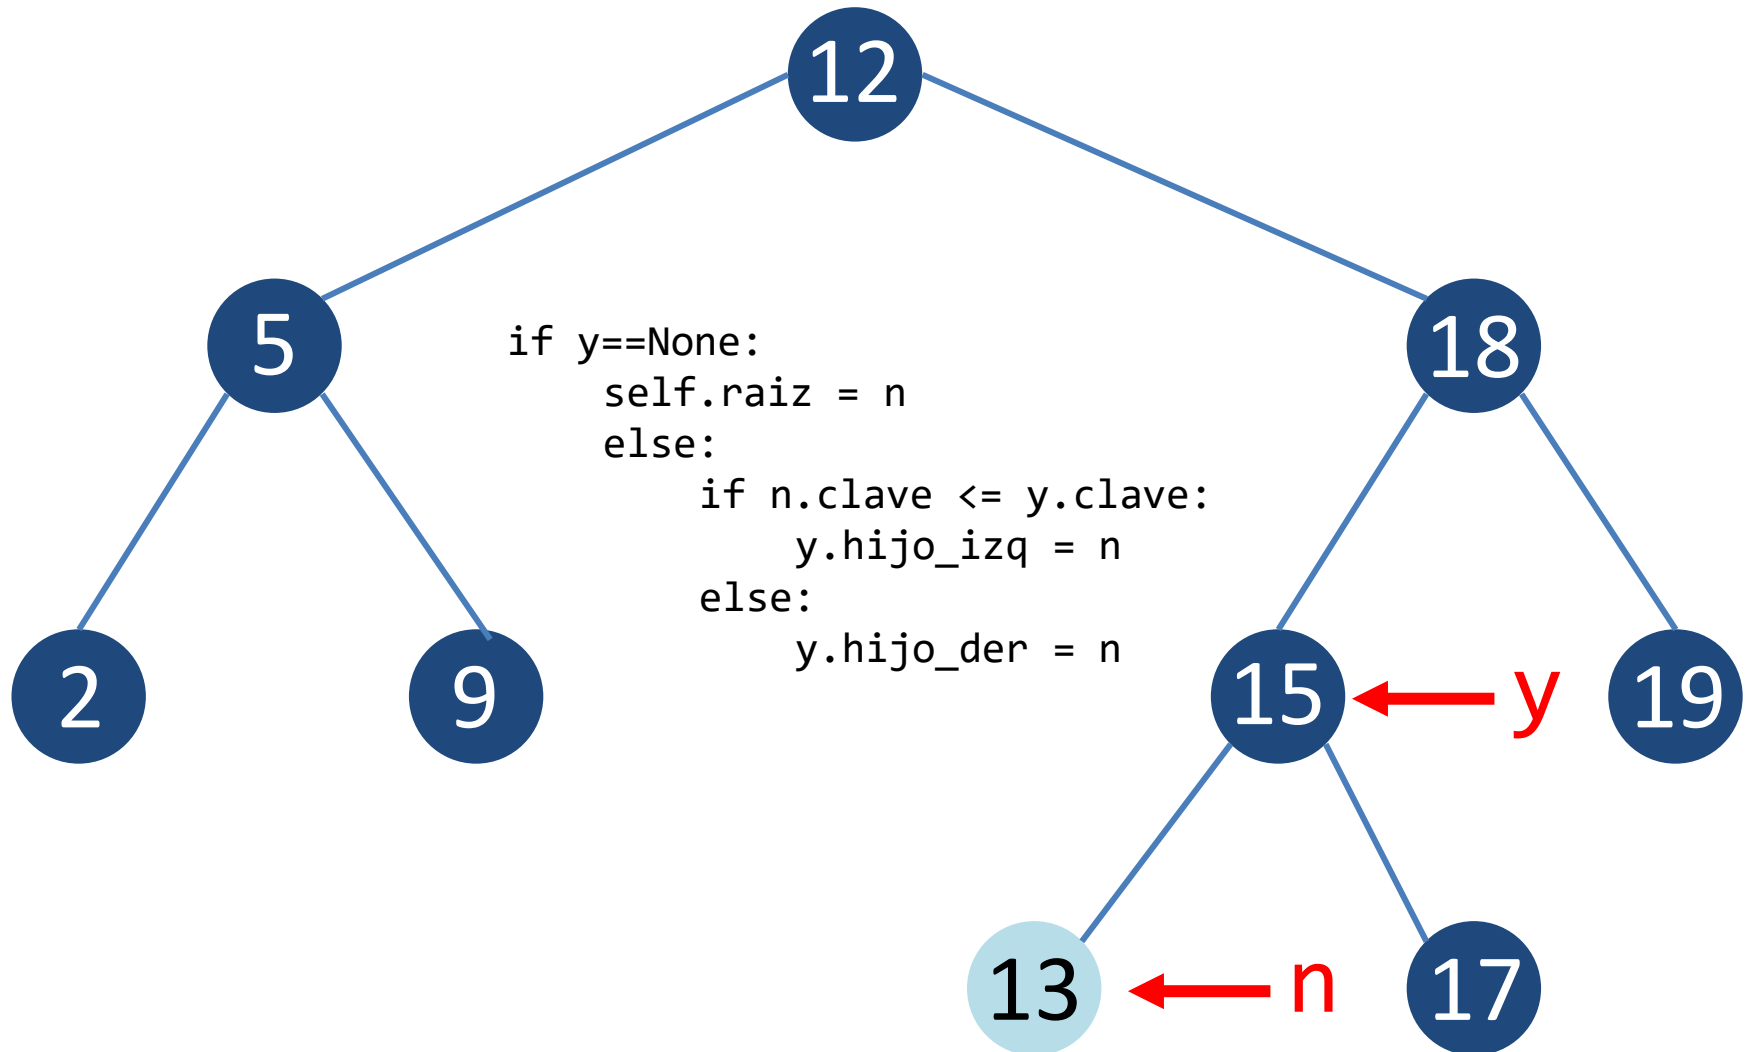 12
5
18
if y==None:
    self.raiz = n
    else:
        if n.clave <= y.clave:
            y.hijo_izq = n
        else:
            y.hijo_der = n
2
9
15
y
19
13
n
17